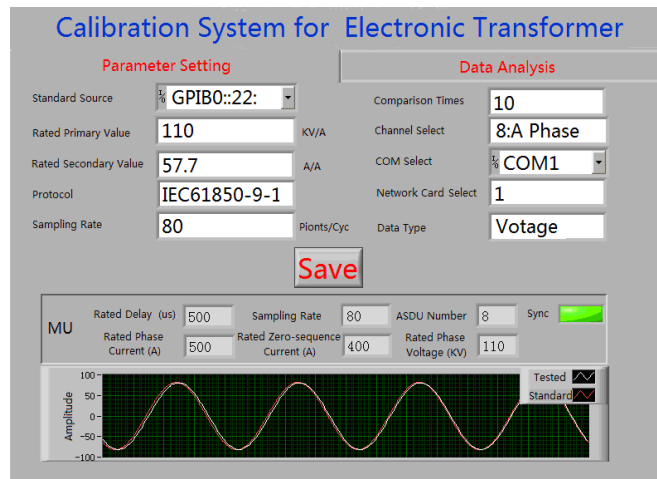 Calibration System for Electronic Transformer
Parameter Setting
Data Analysis
Standard Source GPIB0::22:
Comparison Times 10
Rated Primary Value 110 KV/A
Channel Select 8:A Phase
Rated Secondary Value 57.7 A/A
COM Select COM1
Protocol IEC61850-9-1
Network Card Select 1
Sampling Rate 80 Pionts/Cyc
Data Type Votage
Save
MU
Rated Delay (us) 500 Sampling Rate 80 ASDU Number 8 Sync
Rated Phase Current (A) 500 Rated Zero-sequence Current (A) 400 Rated Phase Voltage (KV) 110
Amplitude
100
50
0
-50
-100
Tested
Standard